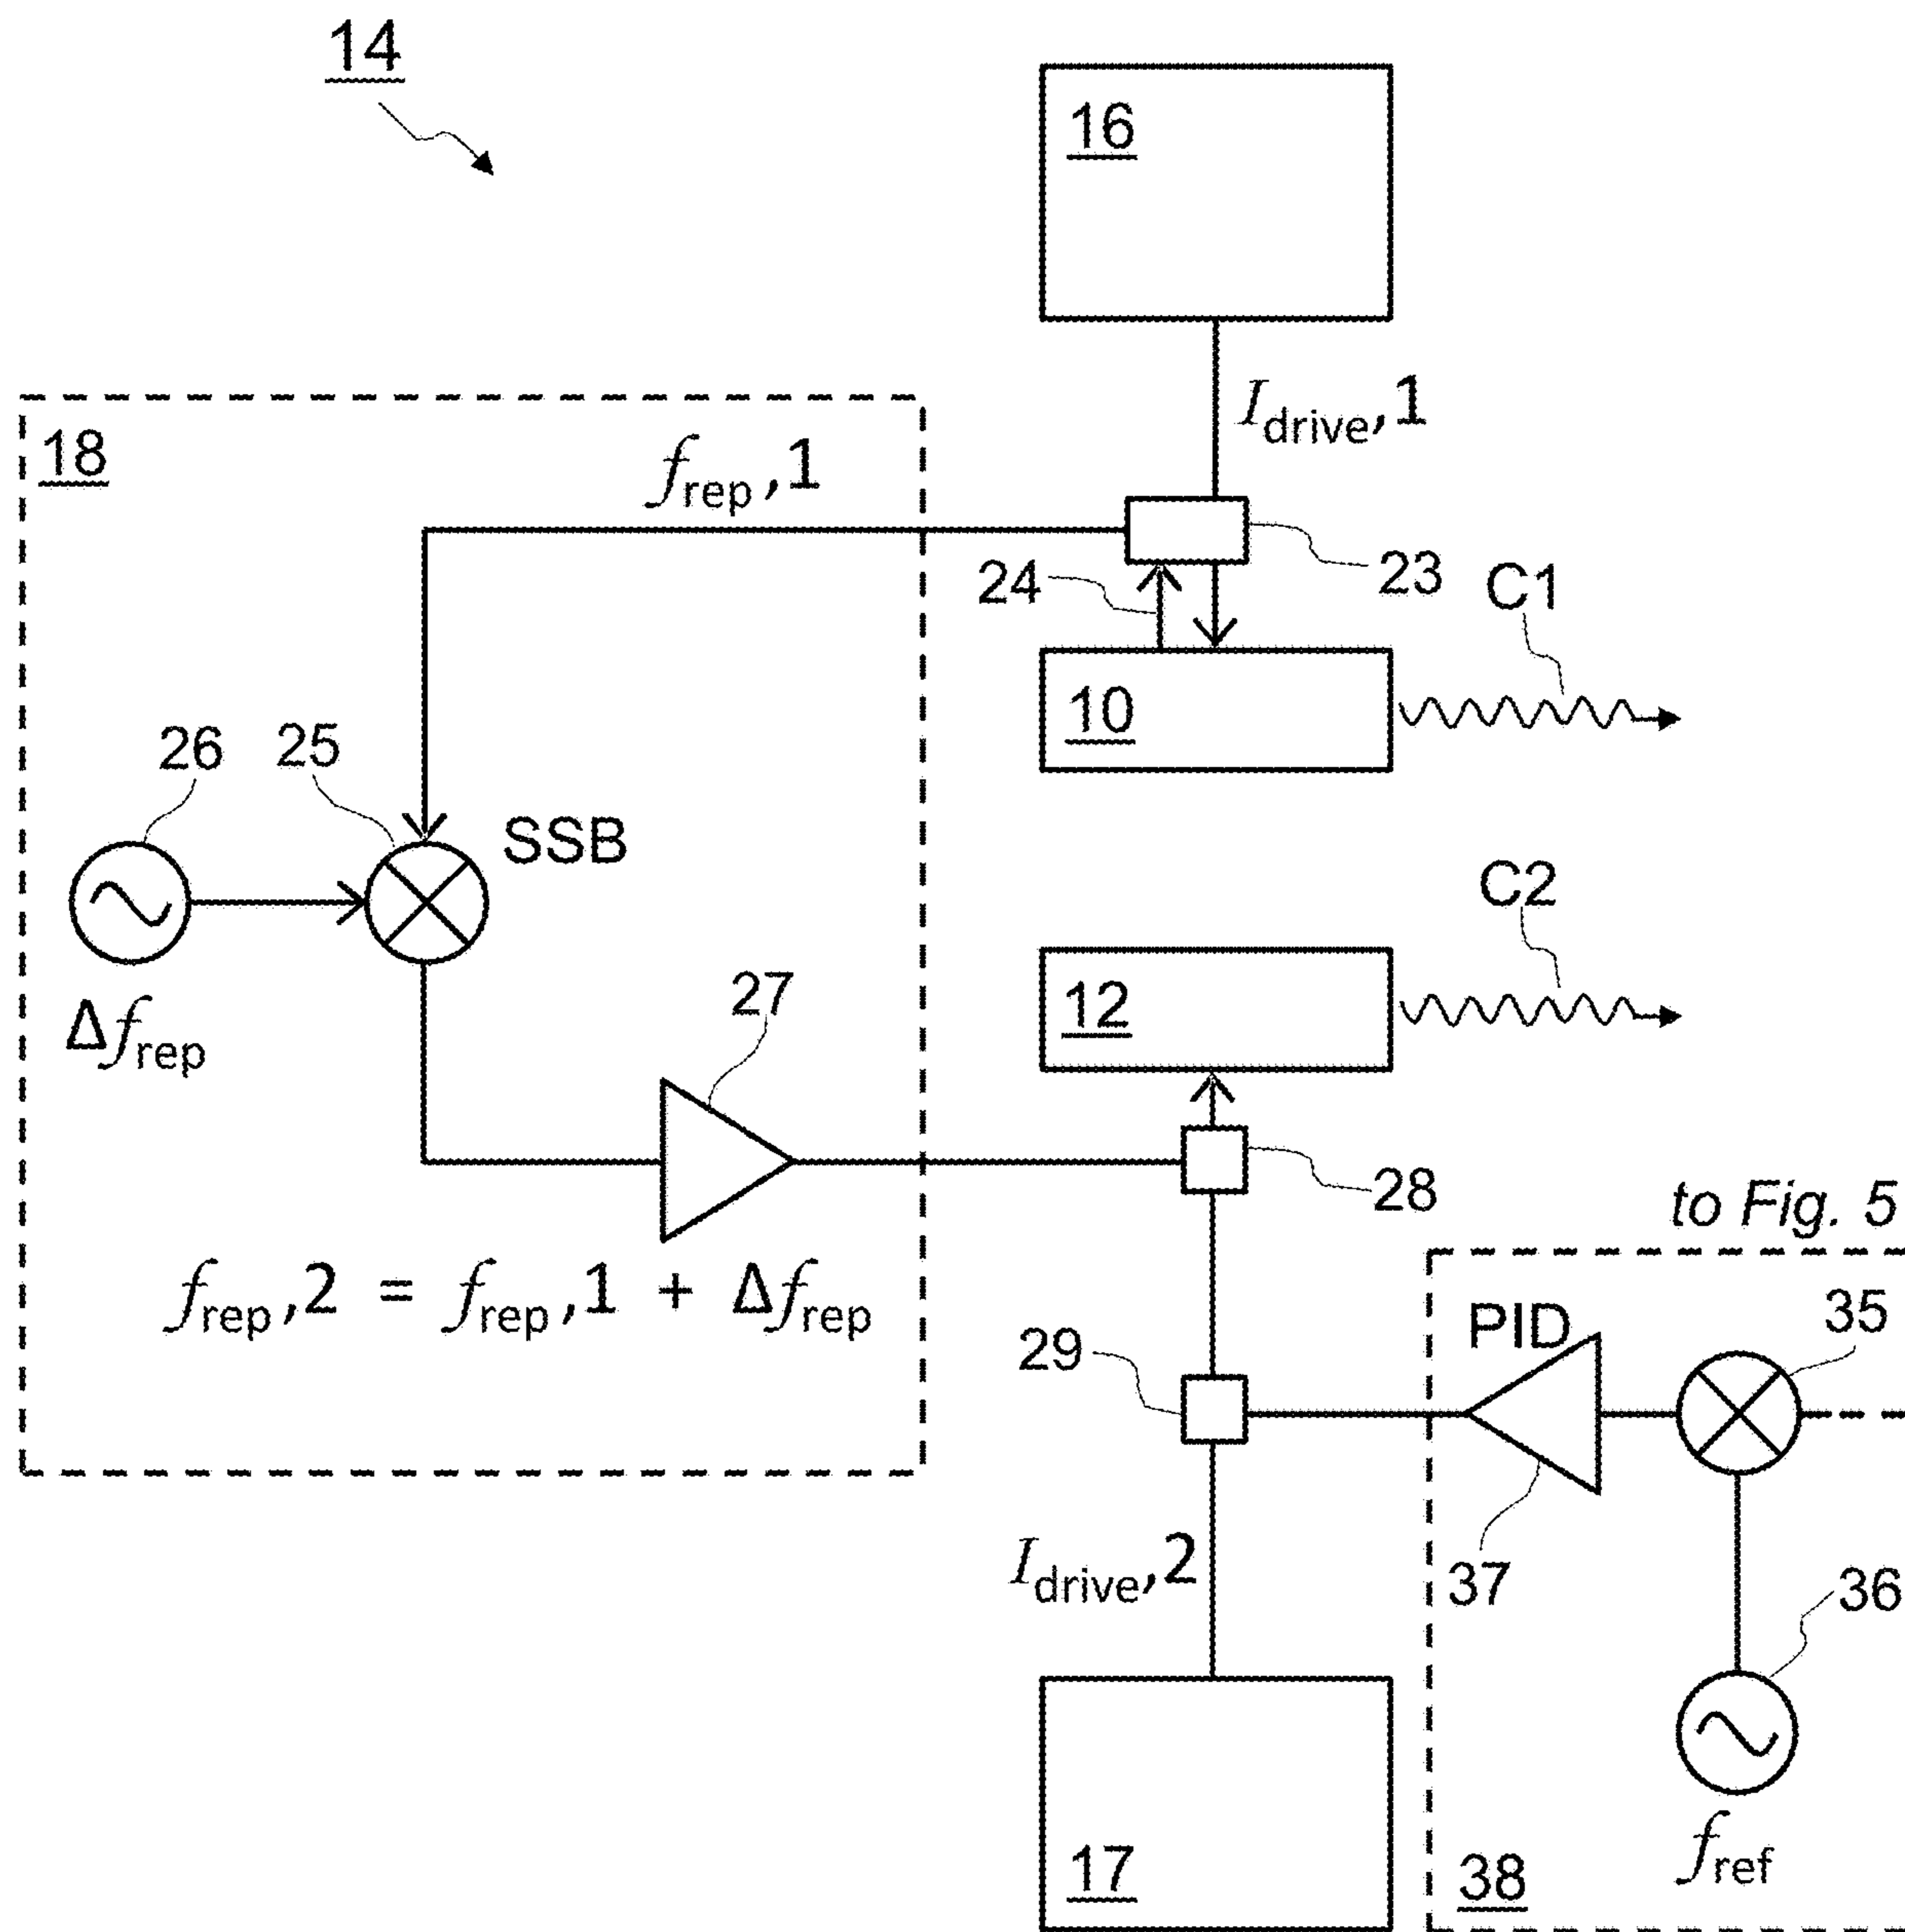 14
16
I_drive,1
18
f_rep,1
23
24
C1
10
26
25
SSB
C2
Δf_rep
27
12
28
to Fig. 5
f_rep,2 = f_rep,1 + Δf_rep
29
PID
35
I_drive,2
37
36
17
38
f_ref